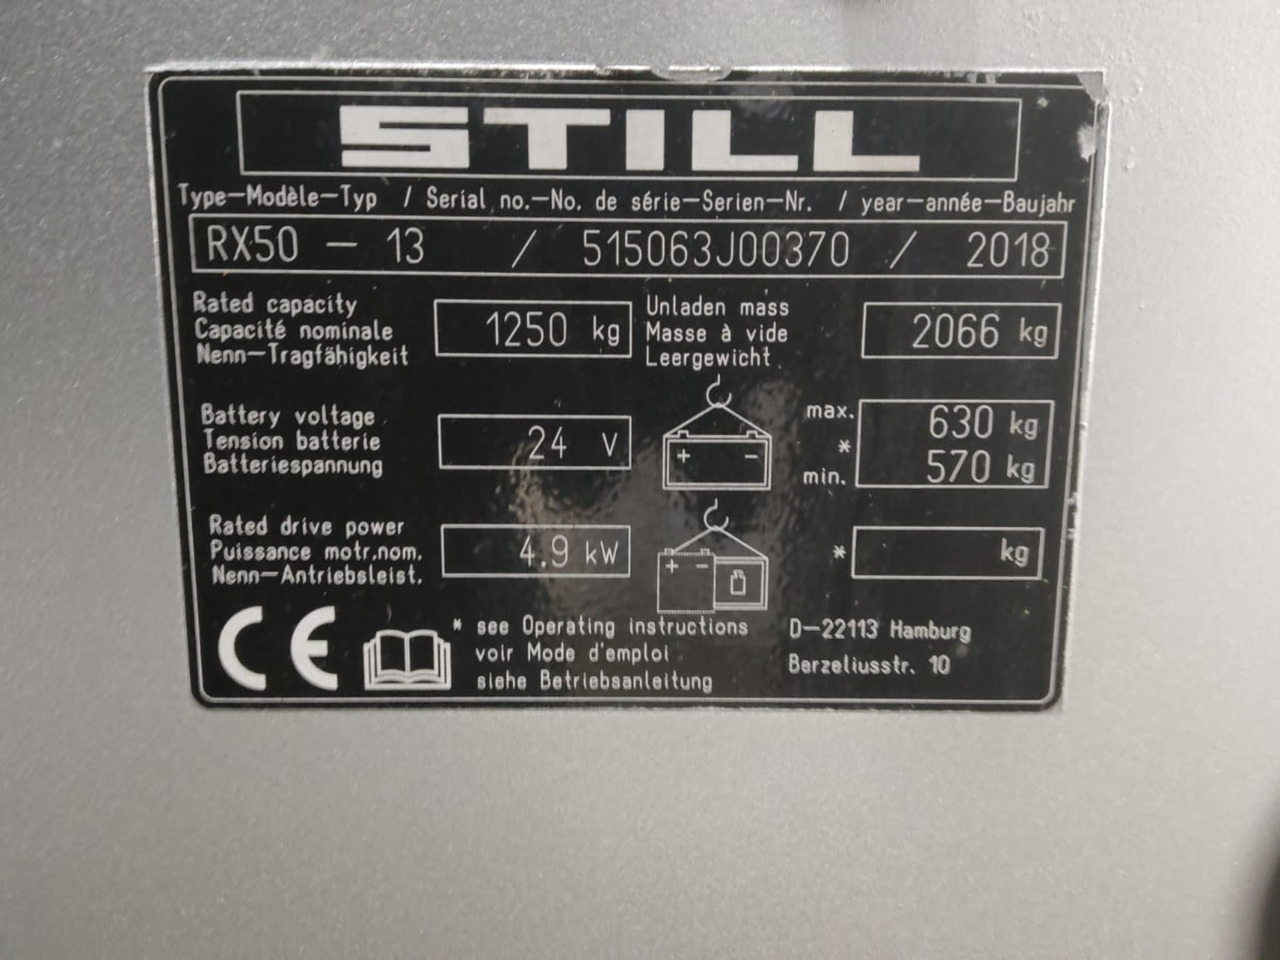 STILL
Type-Modèle-Typ / Serial no.-No. de série-Serien-Nr. / year-année-Baujahr
RX50 - 13 / 515063J00370 / 2018
Rated capacity
Capacité nominale
Nenn-Tragfähigkeit
1250 kg
Unladen mass
Masse à vide
Leergewicht
2066 kg
Battery voltage
Tension batterie
Batteriespannung
24 V
+ -
max. 630 kg
*
min. 570 kg
Rated drive power
Puissance motr.nom.
Nenn-Antriebsleist.
4.9 kW
+ -
* kg
CE
* see Operating instructions
voir Mode d'emploi
siehe Betriebsanleitung
D-22113 Hamburg
Berzeliusstr. 10